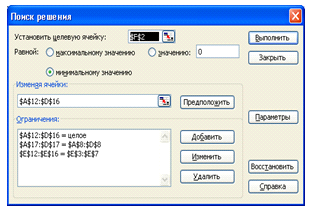 Поиск решения
Установить целевую ячейку: $F$2 Выполнить
Равной: максимальному значению значению: 0 Закрыть
минимальному значению
Изменяя ячейки:
$A$12:$D$16 Предположить
Ограничения: Параметры
$A$12:$D$16 = целое Добавить
$A$17:$D$17 = $A$8:$D$8
$E$12:$E$16 = $E$3:$E$7 Изменить
Восстановить
Удалить
Справка